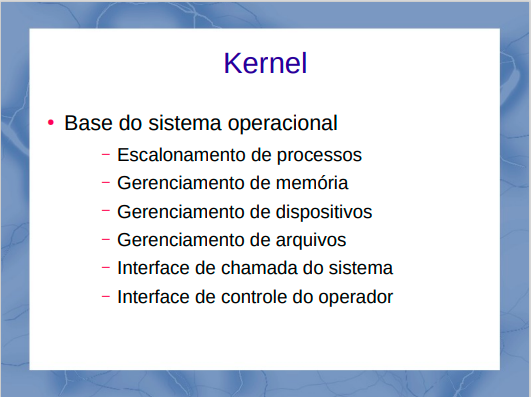 Kernel
• Base do sistema operacional
– Escalonamento de processos
– Gerenciamento de memória
– Gerenciamento de dispositivos
– Gerenciamento de arquivos
– Interface de chamada do sistema
– Interface de controle do operador